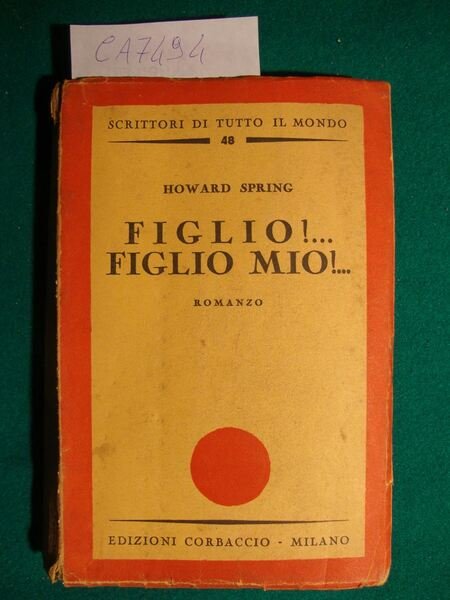 CA7494
SCRITTORI DI TUTTO IL MONDO
48
HOWARD SPRING
FIGLIO!...
FIGLIO MIO!...
ROMANZO
EDIZIONI CORBACCIO - MILANO